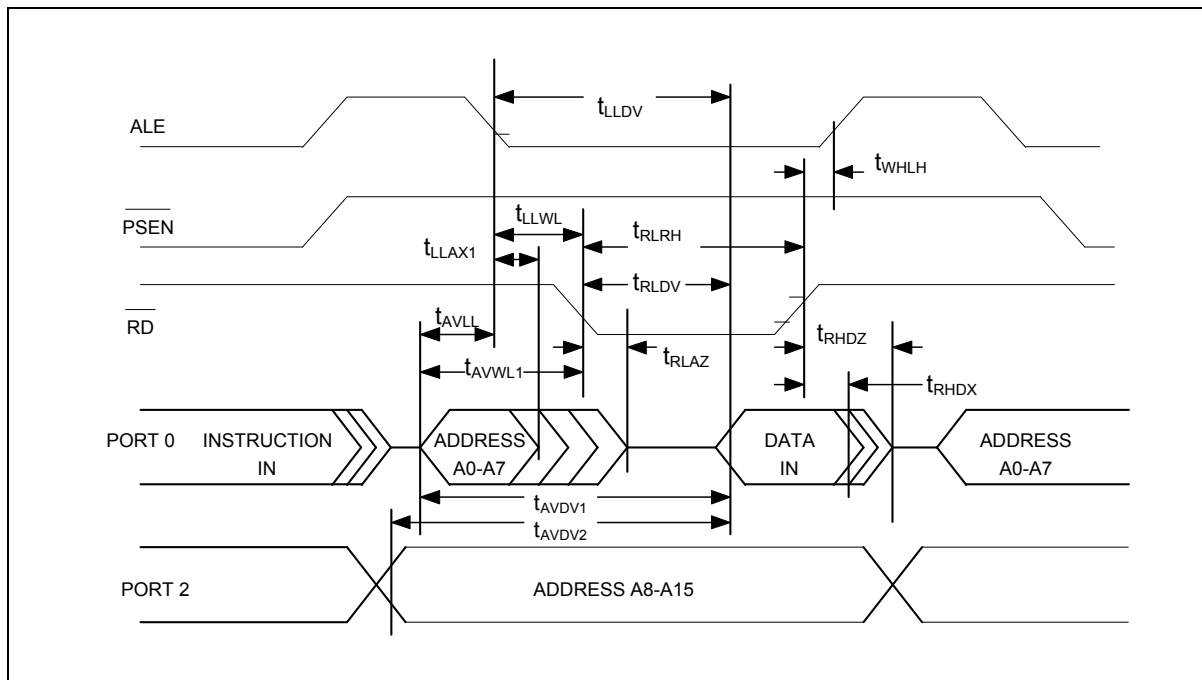 tLLDV
ALE
tWHLH
PSEN
tLLWL
tRLRH
tLLAX1
tRLDV
RD
tAVLL
tRHDZ
tAVWL1
tRLAZ
tRHDX
PORT 0
INSTRUCTION
IN
ADDRESS
A0-A7
DATA
IN
ADDRESS
A0-A7
tAVDV1
tAVDV2
PORT 2
ADDRESS A8-A15